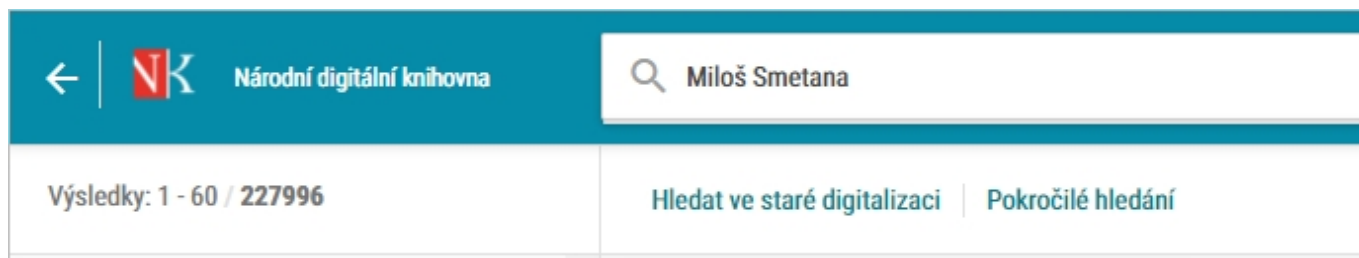 NK Národní digitální knihovna Miloš Smetana
Výsledky: 1 - 60 / 227996 Hledat ve staré digitalizaci Pokročilé hledání